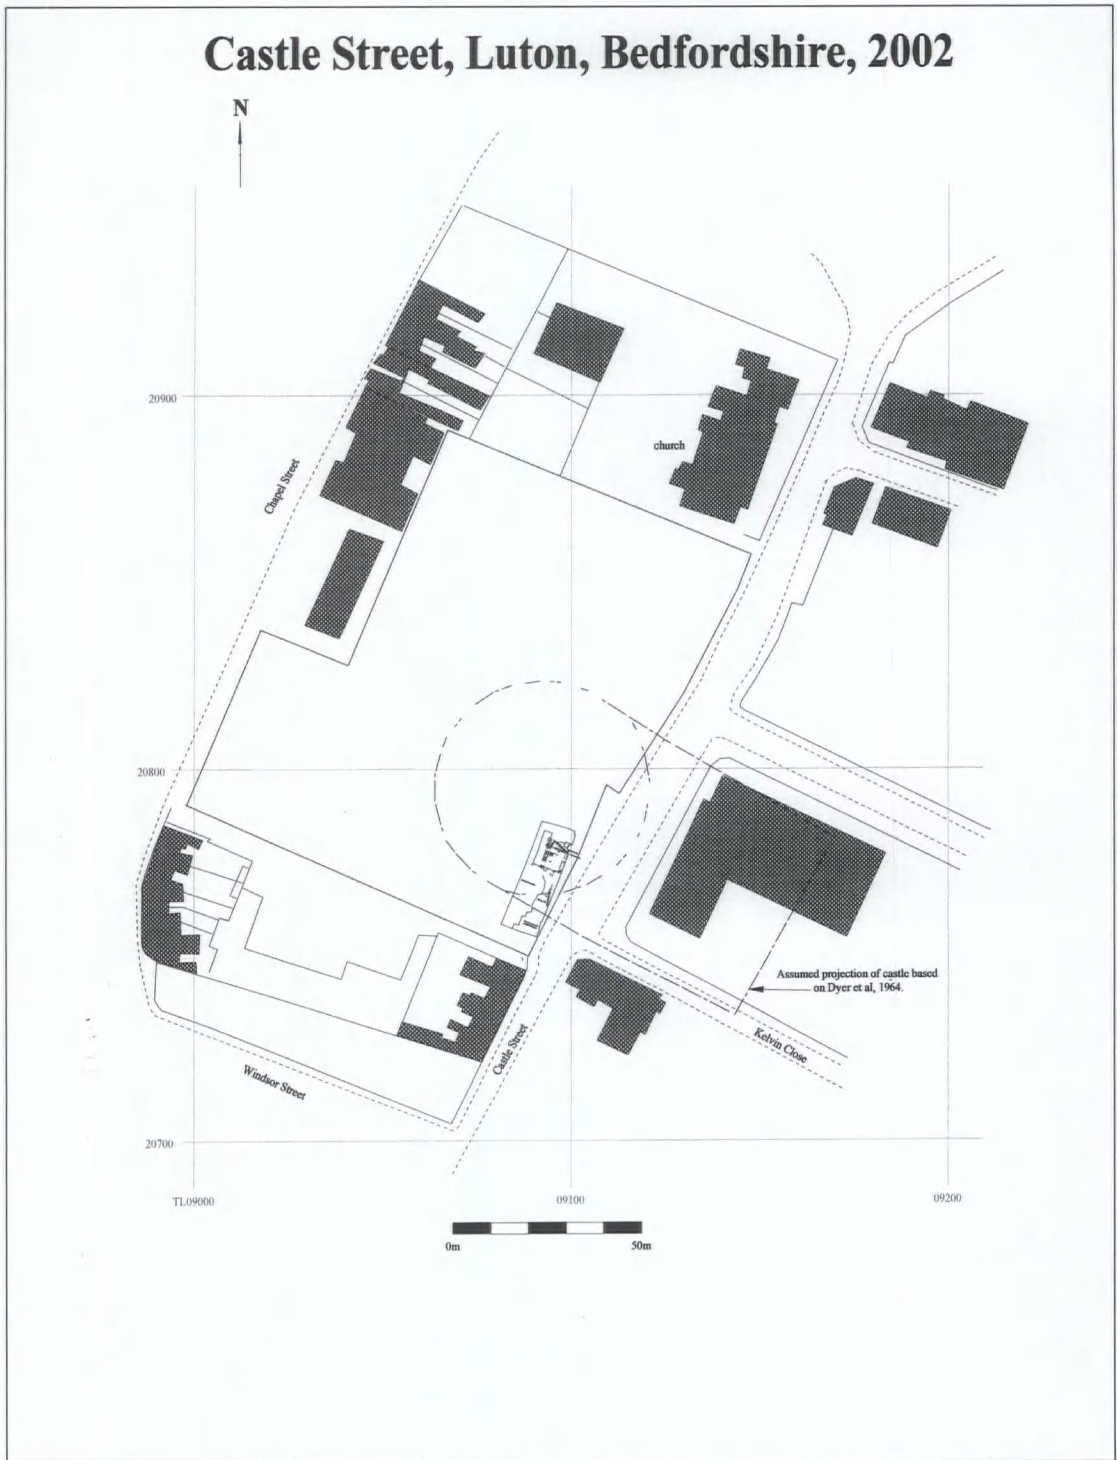 Castle Street, Luton, Bedfordshire, 2002
N
20900
church
Chapel Street
20800
Assumed projection of castle based
on Dyer et al, 1964.
Kelvin Close
Castle Street
Windsor Street
20700
TL09000
09100
09200
0m
50m